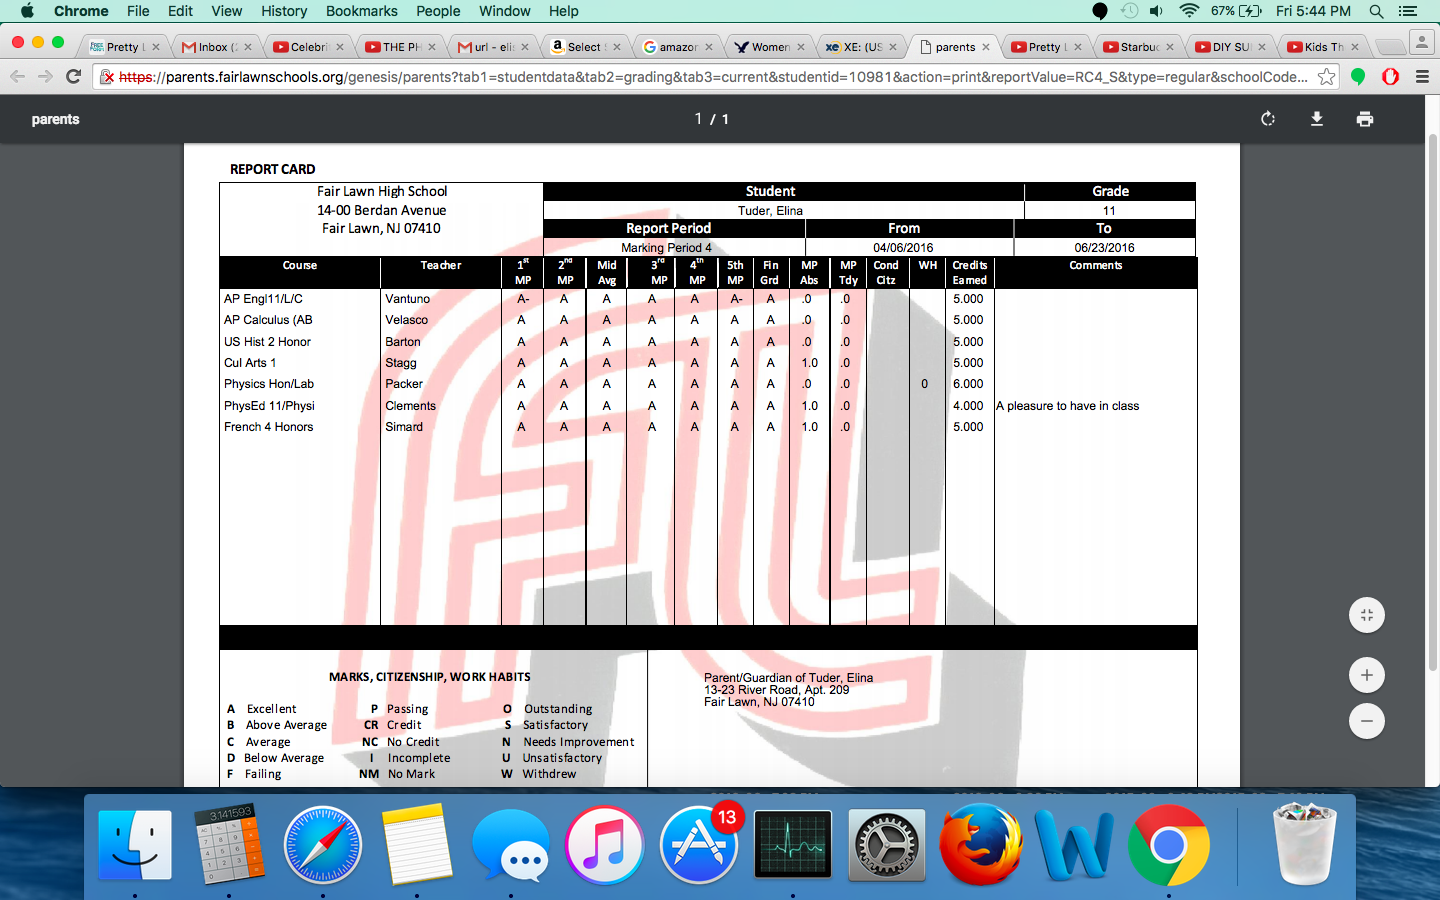 Chrome File Edit View History Bookmarks People Window Help 67% Fri 5:44 PM
Pretty L Inbox (2 Celebri THE PH url - elis Select S amazon Women XE: (US parents Pretty L Starbuc DIY SU Kids Th
https://parents.fairlawnschools.org/genesis/parents?tab1=studentdata&tab2=grading&tab3=current&studentid=10981&action=print&reportValue=RC4_S&type=regular&schoolCode...
parents 1 / 1
REPORT CARD
Fair Lawn High School Student Grade
14-00 Berdan Avenue Tuder, Elina 11
Fair Lawn, NJ 07410 Report Period From To
Marking Period 4 04/06/2016 06/23/2016
Course Teacher 1st MP 2nd MP Mid Avg 3rd MP 4th MP 5th MP Fin Grd MP Abs MP Tdy Cond Citz WH Credits Earned Comments
AP Engl11/L/C Vantuno A- A A A A A- A .0 .0 5.000
AP Calculus (AB Velasco A A A A A A A .0 .0 5.000
US Hist 2 Honor Barton A A A A A A A .0 .0 5.000
Cul Arts 1 Stagg A A A A A A A 1.0 .0 5.000
Physics Hon/Lab Packer A A A A A A A .0 .0 0 6.000
PhysEd 11/Physi Clements A A A A A A A 1.0 .0 4.000 A pleasure to have in class
French 4 Honors Simard A A A A A A A 1.0 .0 5.000
MARKS, CITIZENSHIP, WORK HABITS
A Excellent P Passing O Outstanding
B Above Average CR Credit S Satisfactory
C Average NC No Credit N Needs Improvement
D Below Average I Incomplete U Unsatisfactory
F Failing NM No Mark W Withdrew
Parent/Guardian of Tuder, Elina
13-23 River Road, Apt. 209
Fair Lawn, NJ 07410
3.141593
13